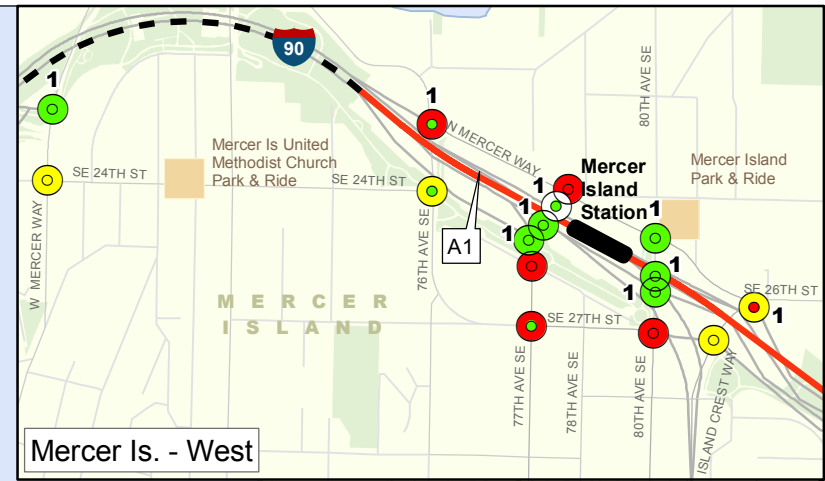 90
1
1
N MERCER WAY
80TH AVE SE
Mercer Is United
Methodist Church
Park & Ride
SE 24TH ST
SE 24TH ST
Mercer
Island
Station
Mercer Island
Park & Ride
1
1
1
1
W MERCER WAY
76TH AVE SE
A1
1
1
SE 26TH ST
1
MERCER
ISLAND
SE 27TH ST
77TH AVE SE
78TH AVE SE
80TH AVE SE
ISLAND CREST WAY
Mercer Is. - West